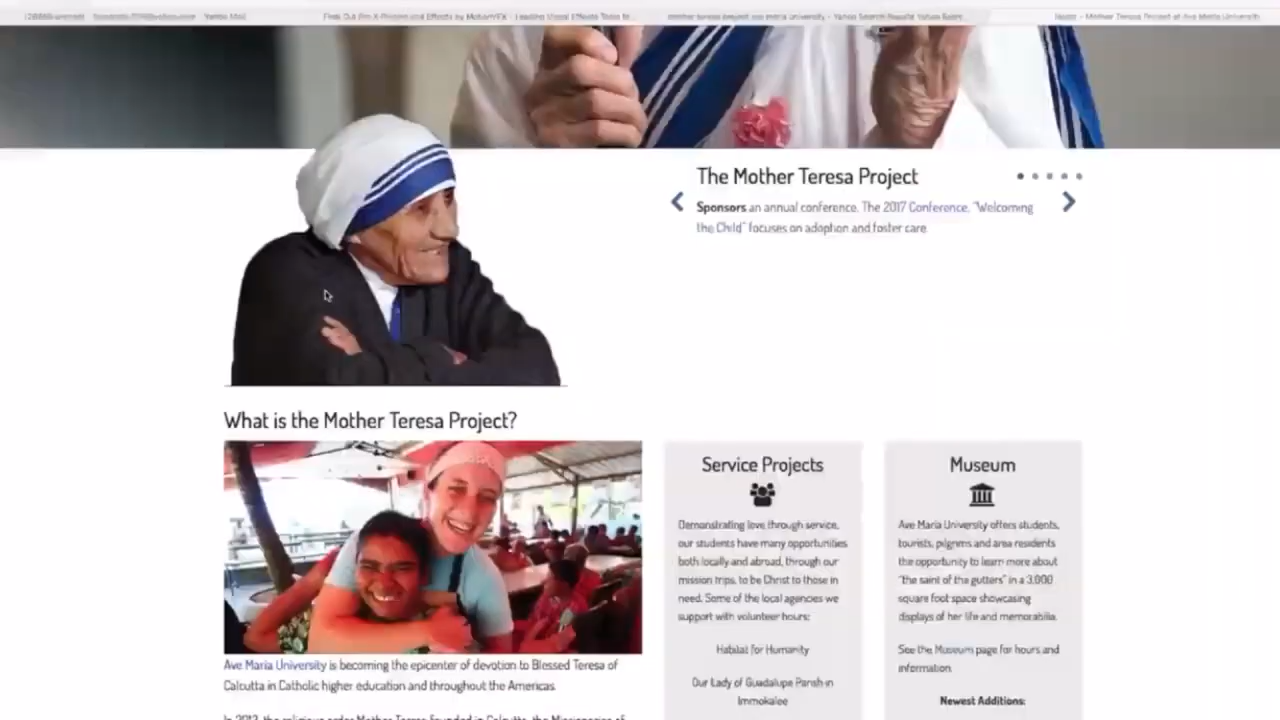 The Mother Teresa Project
Sponsors an annual conference. The 2017 Conference, "Welcoming
the Child" focuses on adoption and foster care.
What is the Mother Teresa Project?
Ave Maria University is becoming the epicenter of devotion to Blessed Teresa of
Calcutta in Catholic higher education and throughout the Americas.
Service Projects
Demonstrating love through service,
our students have many opportunities
both locally and abroad, through our
mission trips, to be Christ to those in
need. Some of the local agencies we
support with volunteer hours:
Habitat for Humanity
Our Lady of Guadalupe Parish in
Immokalee
Museum
Ave Maria University offers students,
tourists, pilgrims and area residents
the opportunity to learn more about
"the saint of the gutters" in a 3,000
square foot space showcasing
displays of her life and memorabilia.
See the Museum page for hours and
information.
Newest Additions: